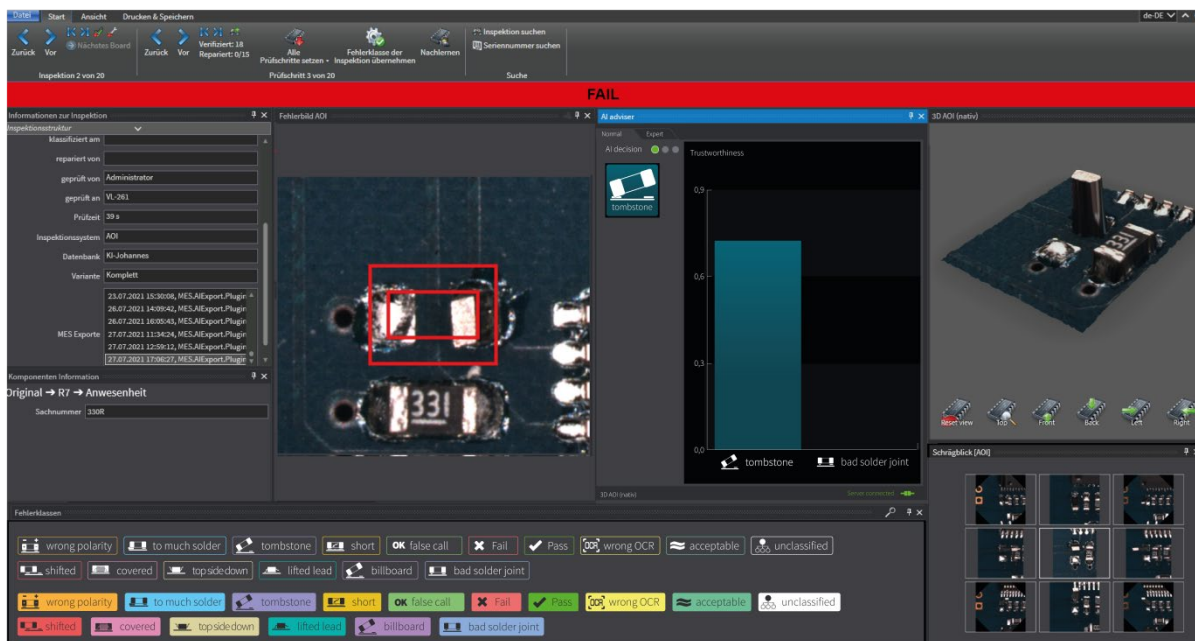 Datei Start Ansicht Drucken & Speichern de-DE
Zurück Vor Nächstes Board
Inspektion 2 von 20
Zurück Vor Verifiziert: 18
Repariert: 0/15
Alle
Prüfschritte setzen
Fehlerklasse der
Inspektion übernehmen
Nachlernen
Prüfschritt 3 von 20
Inspektion suchen
Seriennummer suchen
Suche
FAIL
Informationen zur Inspektion
Inspektionsstruktur
klassifiziert am
repariert von
geprüft von Administrator
geprüft an VL-261
Prüfzeit 39 s
Inspektionssystem AOI
Datenbank KI-Johannes
Variante Komplett
MES Exporte
23.07.2021 15:30:08, MES.AIExport.Plugin
26.07.2021 14:09:42, MES.AIExport.Plugin
26.07.2021 16:05:43, MES.AIExport.Plugin
27.07.2021 11:34:24, MES.AIExport.Plugin
27.07.2021 12:59:12, MES.AIExport.Plugin
27.07.2021 17:06:27, MES.AIExport.Plugin
Komponenten Information
Original → R7 → Anwesenheit
Sachnummer 330R
Fehlerbild AOI
331
AI adviser
Normal Expert
AI decision
tombstone
Trustworthiness
0,9
0,6
0,3
0,0
tombstone bad solder joint
3D AOI (nativ) Server connected
3D AOI (nativ)
331
Reset view Top Front Back Left Right
Schrägblick [AOI]
Fehlerklassen
wrong polarity to much solder tombstone short OK false call Fail Pass OCR wrong OCR acceptable unclassified
shifted covered topside down lifted lead billboard bad solder joint
wrong polarity to much solder tombstone short OK false call Fail Pass OCR wrong OCR acceptable unclassified
shifted covered topside down lifted lead billboard bad solder joint